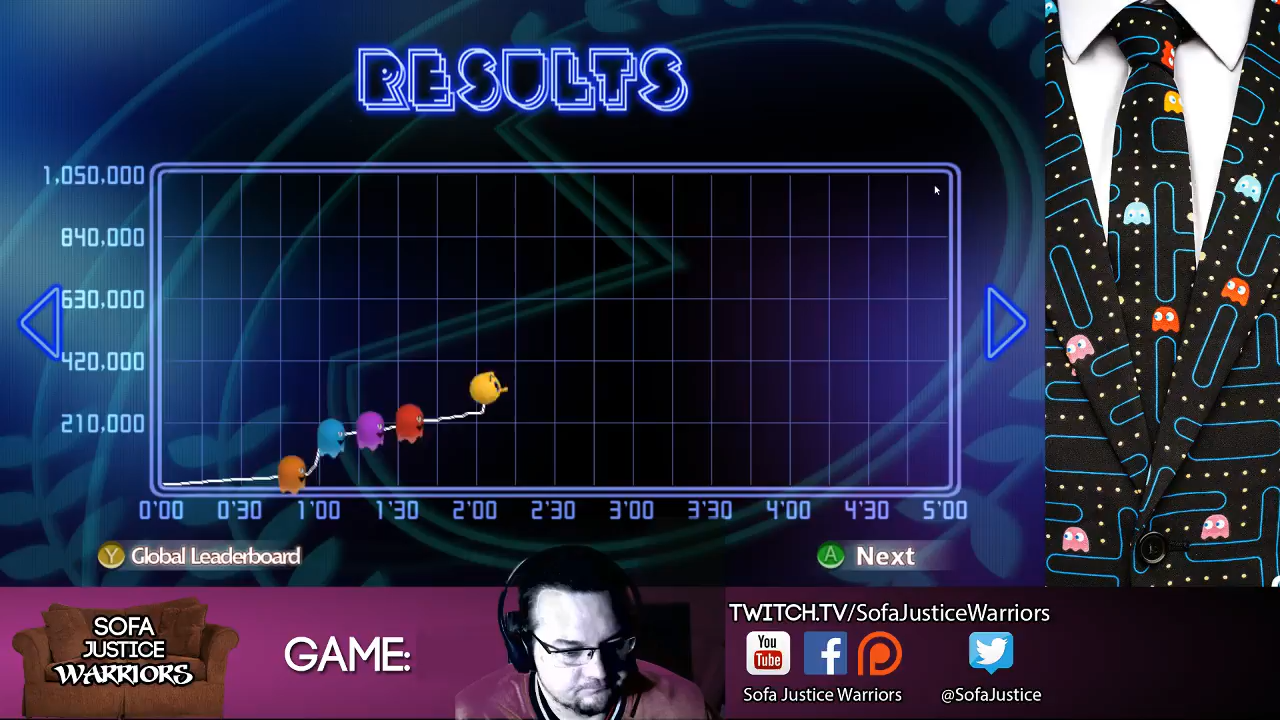 RESULTS
1,050,000
840,000
630,000
420,000
210,000
0'00 0'30 1'00 1'30 2'00 2'30 3'00 3'30 4'00 4'30 5'00
Y Global Leaderboard
A Next
SOFA
JUSTICE
WARRIORS
GAME:
TWITCH.TV/SofaJusticeWarriors
You
Tube
f
Sofa Justice Warriors
@SofaJustice